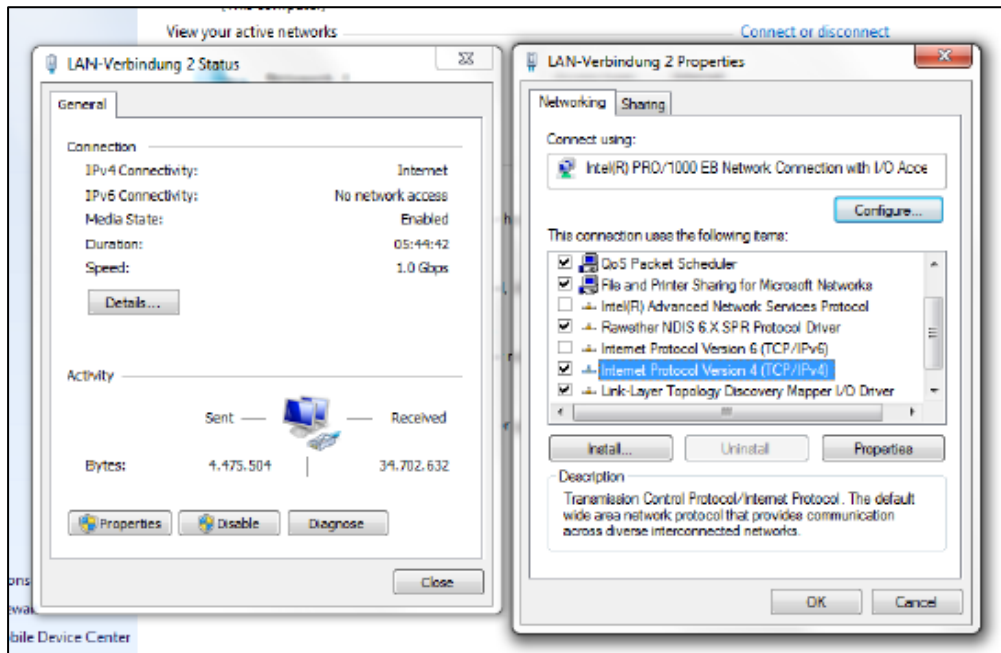 [This computer]
View your active networks
Connect or disconnect
LAN-Verbindung 2 Status
General
Connection
IPv4 Connectivity: Internet
IPv6 Connectivity: No network access
Media State: Enabled
Duration: 05:44:42
Speed: 1.0 Gbps
Details...
Activity
Sent Received
Bytes: 4.475.504 34.702.632
Properties Disable Diagnose
Close
LAN-Verbindung 2 Properties
Networking Sharing
Connect using:
Intel(R) PRO/1000 EB Network Connection with I/O Acce
Configure...
This connection uses the following items:
QoS Packet Scheduler
File and Printer Sharing for Microsoft Networks
Intel(R) Advanced Network Services Protocol
Rawether NDIS 6.X SPR Protocol Driver
Internet Protocol Version 6 (TCP/IPv6)
Internet Protocol Version 4 (TCP/IPv4)
Link-Layer Topology Discovery Mapper I/O Driver
Install... Uninstall Properties
Description
Transmission Control Protocol/Internet Protocol. The default
wide area network protocol that provides communication
across diverse interconnected networks.
OK Cancel
ons
ewa
obile Device Center